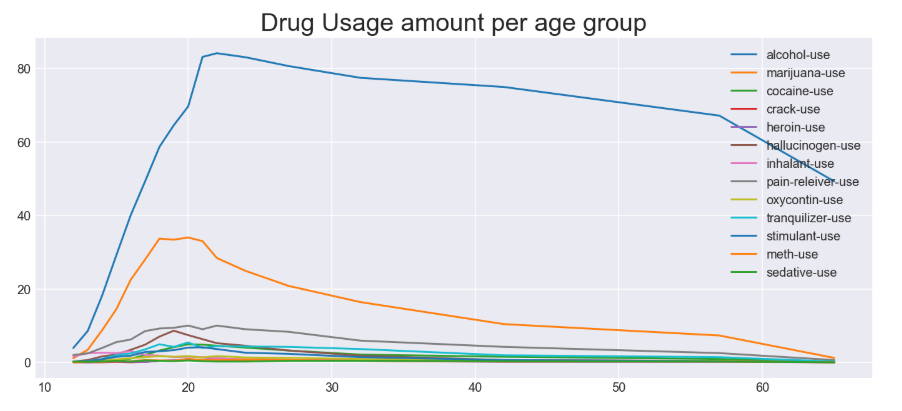 Drug Usage amount per age group
80
60
40
20
0
10
20
30
40
50
60
alcohol-use
marijuana-use
cocaine-use
crack-use
heroin-use
hallucinogen-use
inhalant-use
pain-releiver-use
oxycontin-use
tranquilizer-use
stimulant-use
meth-use
sedative-use